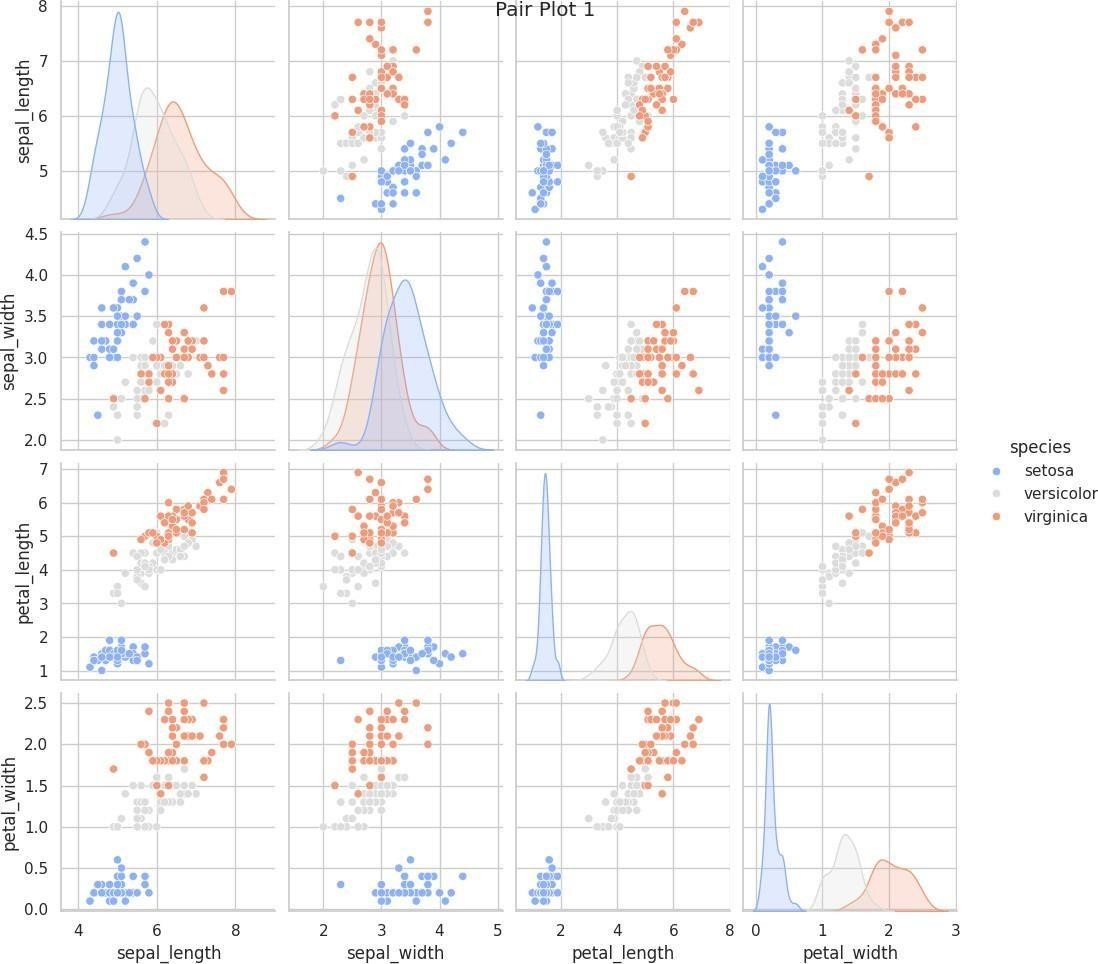 Pair Plot 1
8
7
6
5
sepal_length
4.5
4.0
3.5
3.0
2.5
2.0
sepal_width
7
6
5
4
3
2
1
petal_length
2.5
2.0
1.5
1.0
0.5
0.0
petal_width
4 6 8
sepal_length
2 3 4 5
sepal_width
2 4 6 8
petal_length
0 1 2 3
petal_width
species
setosa
versicolor
virginica